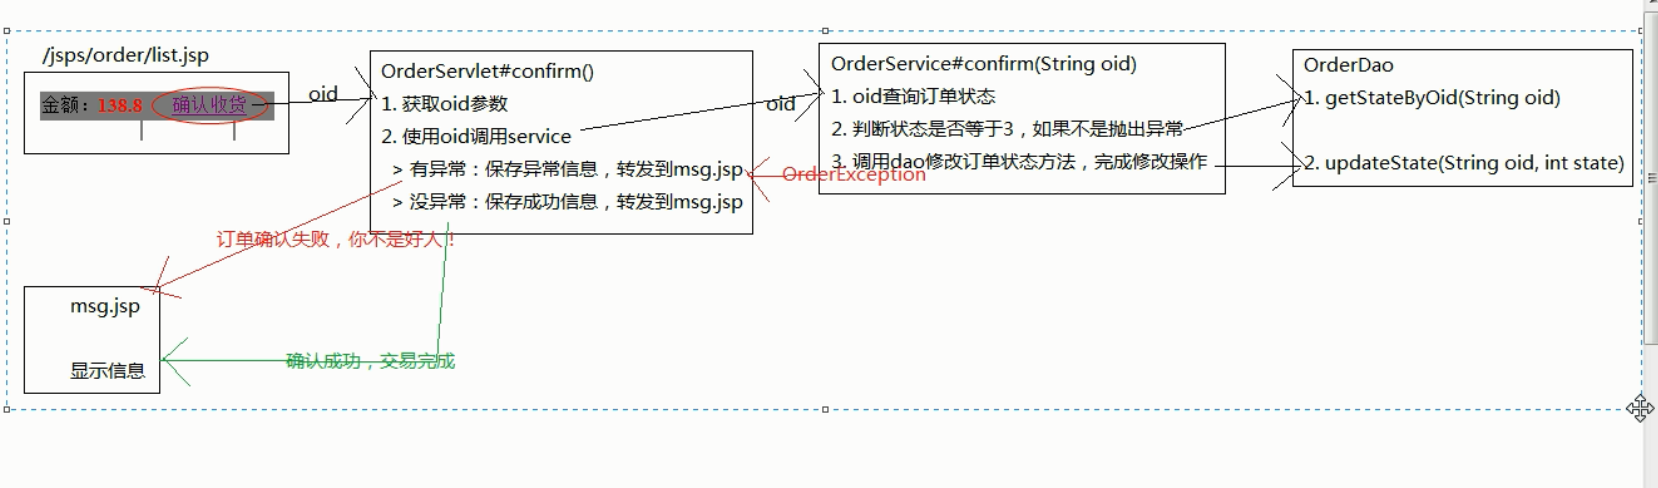 /jsps/order/list.jsp
金额：138.8 确认收货
oid
OrderServlet#confirm()
1. 获取oid参数
2. 使用oid调用service
> 有异常：保存异常信息，转发到msg.jsp
> 没异常：保存成功信息，转发到msg.jsp
oid
OrderService#confirm(String oid)
1. oid查询订单状态
2. 判断状态是否等于3，如果不是抛出异常
3. 调用dao修改订单状态方法，完成修改操作
OrderException
OrderDao
1. getStateByOid(String oid)
2. updateState(String oid, int state)
订单确认失败，你不是好人！
msg.jsp
显示信息
确认成功，交易完成